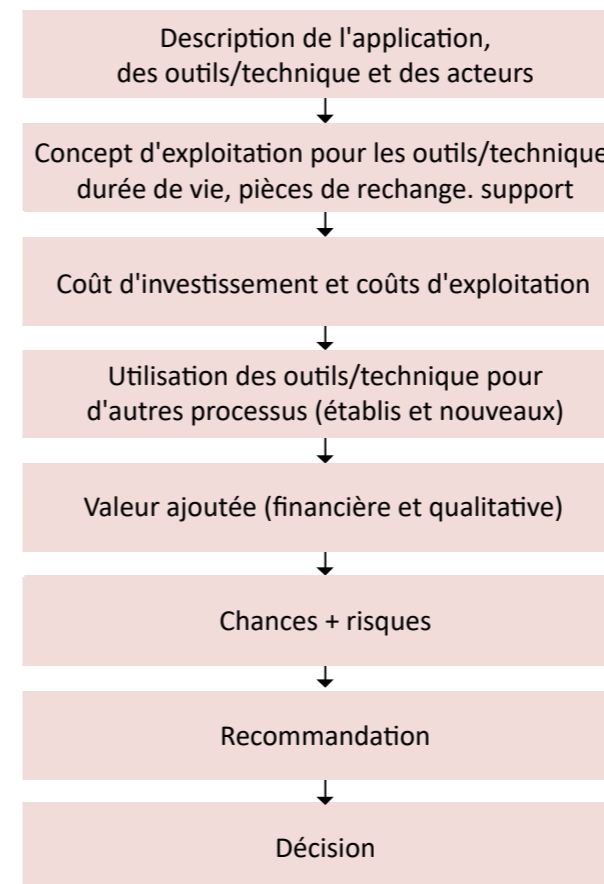 Description de l'application,
des outils/technique et des acteurs
Concept d'exploitation pour les outils/technique
durée de vie, pièces de rechange. support
Coût d'investissement et coûts d'exploitation
Utilisation des outils/technique pour
d'autres processus (établis et nouveaux)
Valeur ajoutée (financière et qualitative)
Chances + risques
Recommandation
Décision